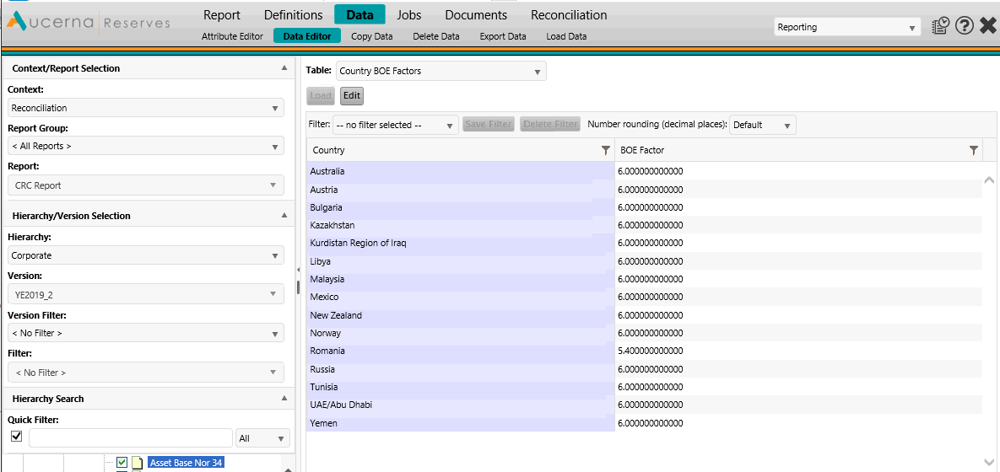 Aucerna Reserves
Report Definitions Data Jobs Documents Reconciliation
Attribute Editor Data Editor Copy Data Delete Data Export Data Load Data
Reporting
Context/Report Selection
Context:
Reconciliation
Report Group:
< All Reports >
Report:
CRC Report
Hierarchy/Version Selection
Hierarchy:
Corporate
Version:
YE2019_2
Version Filter:
< No Filter >
Filter:
< No Filter >
Hierarchy Search
Quick Filter:
All
Asset Base Nor 34
Table: Country BOE Factors
Load Edit
Filter: -- no filter selected -- Save Filter Delete Filter Number rounding (decimal places): Default
Country BOE Factor
Australia 6.000000000000
Austria 6.000000000000
Bulgaria 6.000000000000
Kazakhstan 6.000000000000
Kurdistan Region of Iraq 6.000000000000
Libya 6.000000000000
Malaysia 6.000000000000
Mexico 6.000000000000
New Zealand 6.000000000000
Norway 6.000000000000
Romania 5.400000000000
Russia 6.000000000000
Tunisia 6.000000000000
UAE/Abu Dhabi 6.000000000000
Yemen 6.000000000000